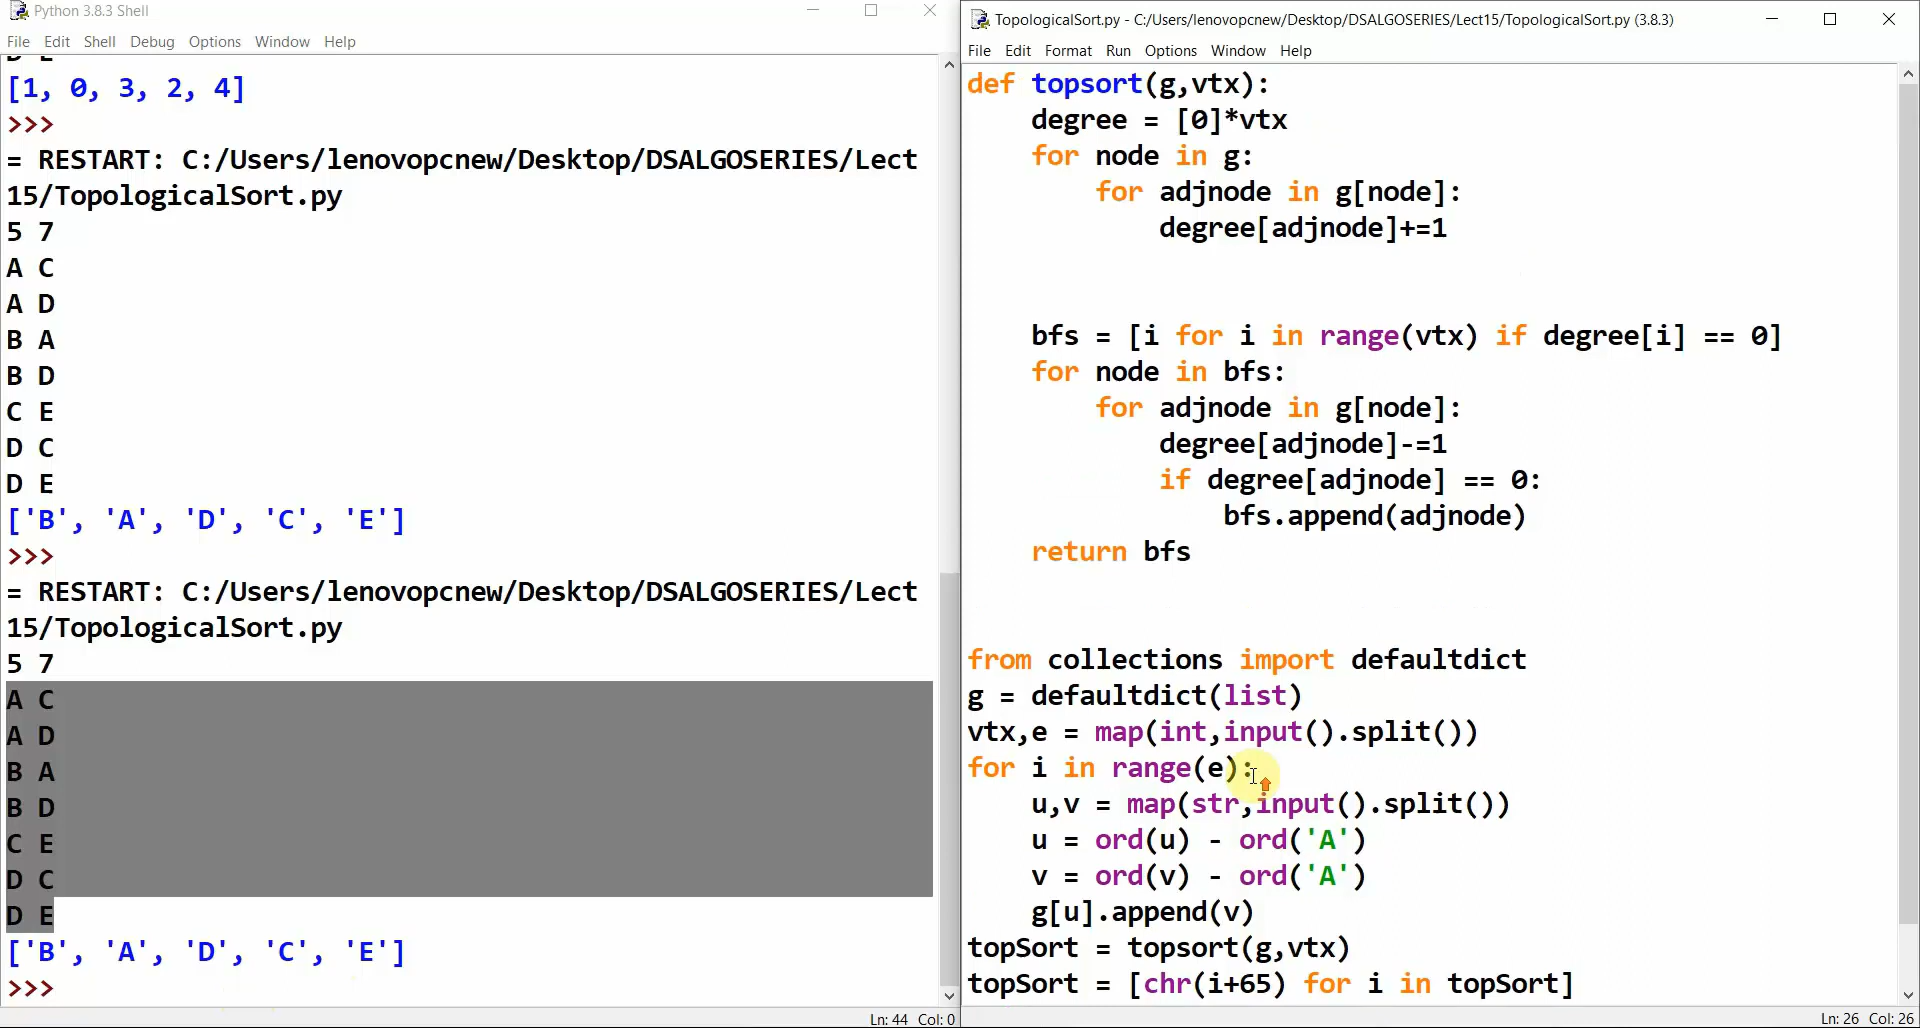 Python 3.8.3 Shell
File Edit Shell Debug Options Window Help
[1, 0, 3, 2, 4]
>>>
= RESTART: C:/Users/lenovopcnew/Desktop/DSALGOSERIES/Lect
15/TopologicalSort.py
5 7
A C
A D
B A
B D
C E
D C
D E
['B', 'A', 'D', 'C', 'E']
>>>
= RESTART: C:/Users/lenovopcnew/Desktop/DSALGOSERIES/Lect
15/TopologicalSort.py
5 7
A C
A D
B A
B D
C E
D C
D E
['B', 'A', 'D', 'C', 'E']
>>>
Ln: 44 Col: 0
TopologicalSort.py - C:/Users/lenovopcnew/Desktop/DSALGOSERIES/Lect15/TopologicalSort.py (3.8.3)
File Edit Format Run Options Window Help
def topsort(g,vtx):
    degree = [0]*vtx
    for node in g:
        for adjnode in g[node]:
            degree[adjnode]+=1
    bfs = [i for i in range(vtx) if degree[i] == 0]
    for node in bfs:
        for adjnode in g[node]:
            degree[adjnode]-=1
            if degree[adjnode] == 0:
                bfs.append(adjnode)
    return bfs
from collections import defaultdict
g = defaultdict(list)
vtx,e = map(int,input().split())
for i in range(e):
    u,v = map(str,input().split())
    u = ord(u) - ord('A')
    v = ord(v) - ord('A')
    g[u].append(v)
topSort = topsort(g,vtx)
topSort = [chr(i+65) for i in topSort]
Ln: 26 Col: 26